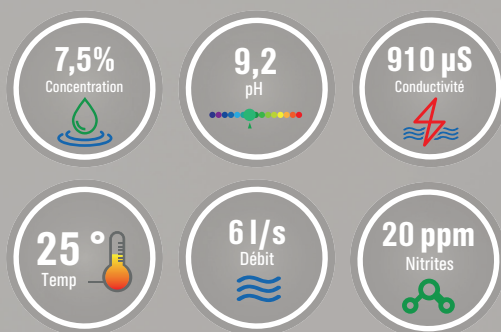 7,5%
Concentration
9,2
pH
910 µS
Conductivité
25 °
Temp
6 l/s
Débit
20 ppm
Nitrites